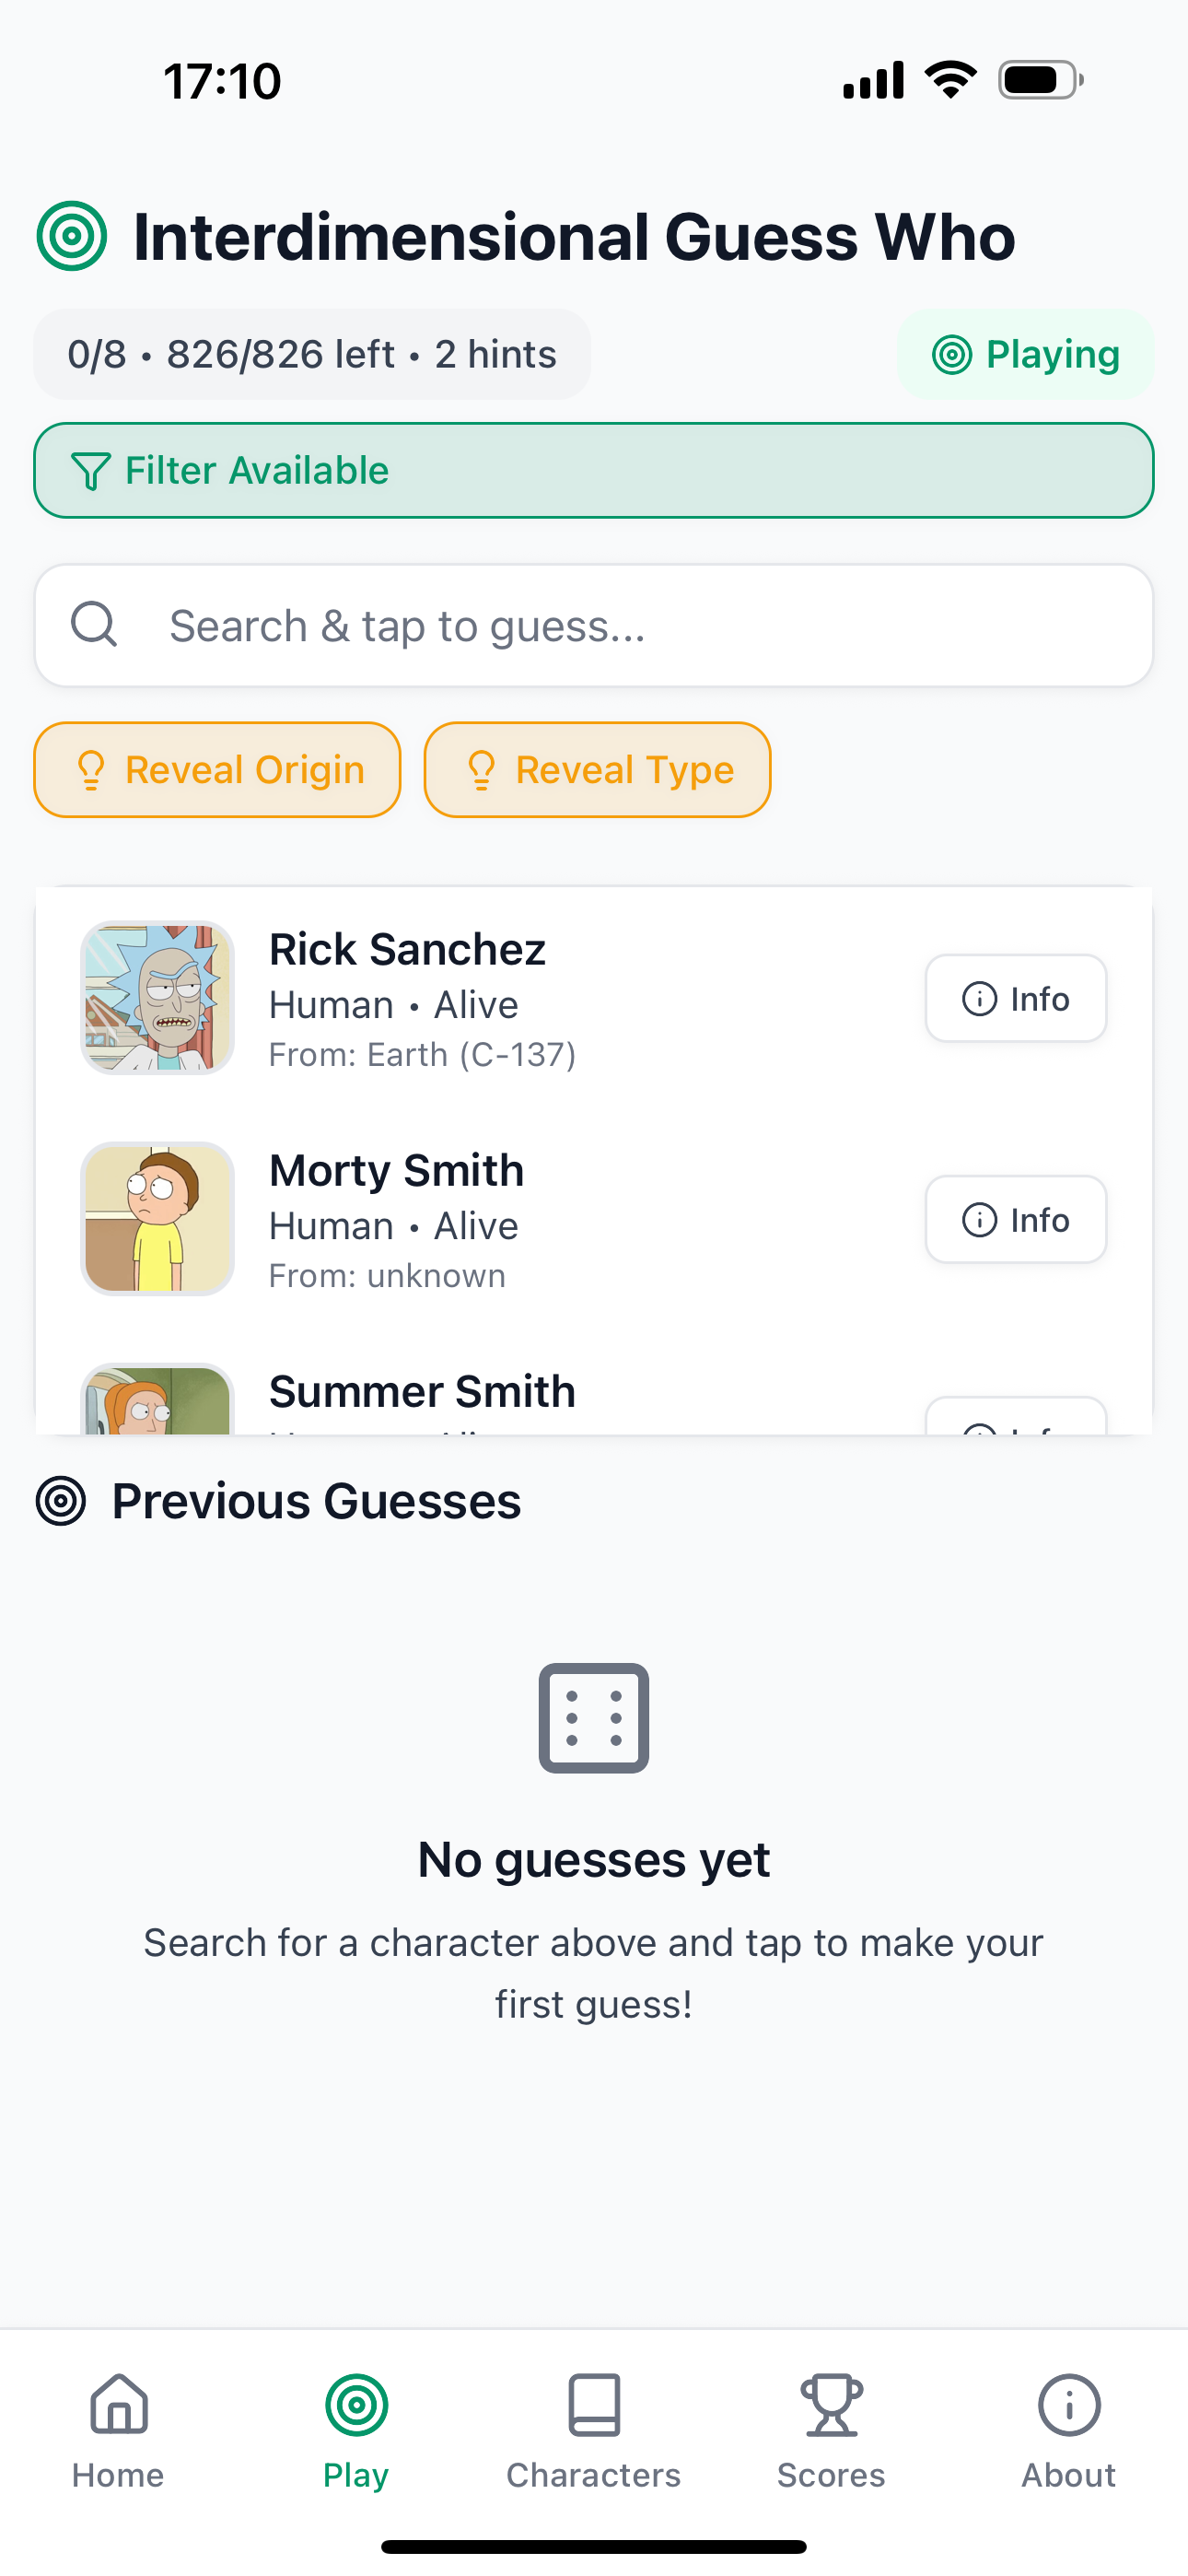 17:10
Interdimensional Guess Who
0/8 • 826/826 left • 2 hints
Playing
Filter Available
Search & tap to guess...
Reveal Origin
Reveal Type
Rick Sanchez
Human • Alive
From: Earth (C-137)
Info
Morty Smith
Human • Alive
From: unknown
Info
Summer Smith
Previous Guesses
No guesses yet
Search for a character above and tap to make your
first guess!
Home
Play
Characters
Scores
About